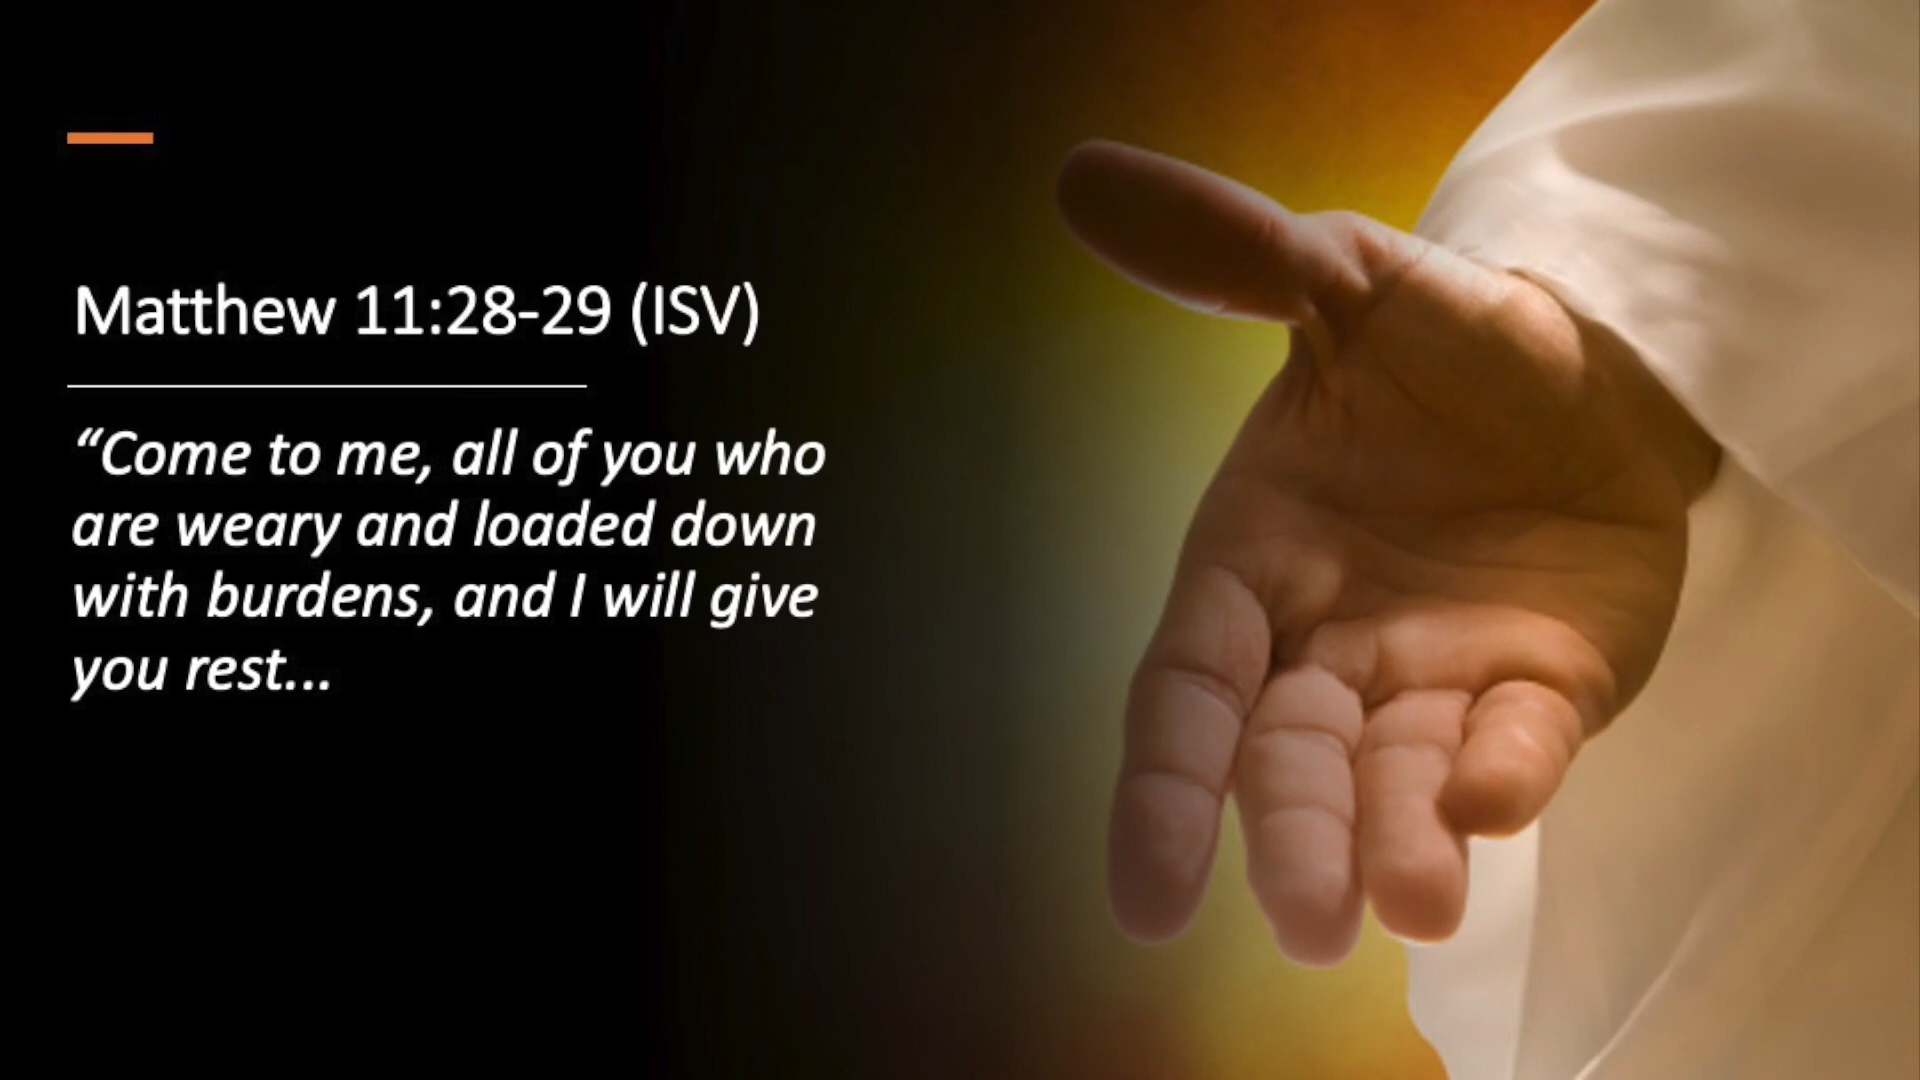 Matthew 11:28-29 (ISV)
“Come to me, all of you who
are weary and loaded down
with burdens, and I will give
you rest...